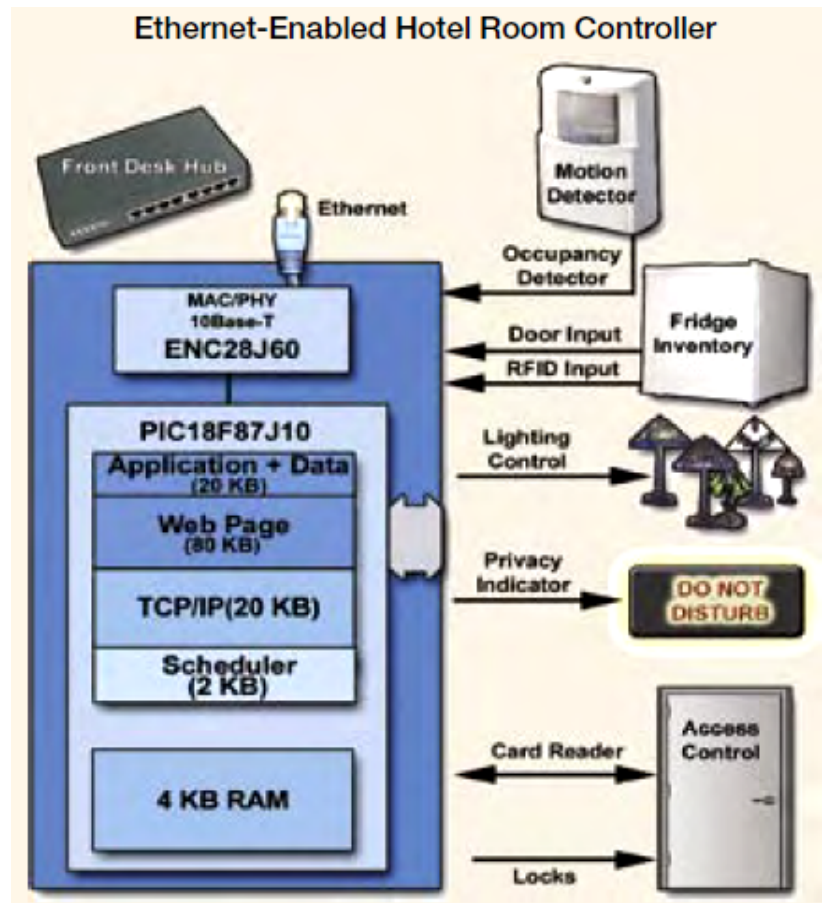 Ethernet-Enabled Hotel Room Controller
Front Desk Hub
Ethernet
Motion
Detector
Occupancy
Detector
MAC/PHY
10Base-T
ENC28J60
Door Input
RFID Input
Fridge
Inventory
PIC18F87J10
Application + Data
(20 KB)
Web Page
(80 KB)
TCP/IP(20 KB)
Scheduler
(2 KB)
4 KB RAM
Lighting
Control
Privacy
Indicator
DO NOT
DISTURB
Card Reader
Access
Control
Locks